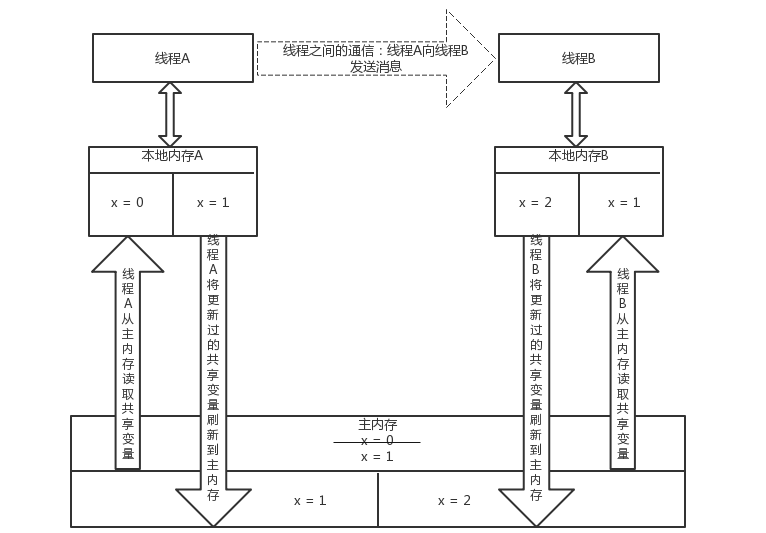 线程A
线程之间的通信：线程A向线程B
发送消息
线程B
本地内存A
本地内存B
x = 0
x = 1
x = 2
x = 1
线程A从主内存读取共享变量
线程A将更新过的共享变量刷新到主内存
线程B将更新过的共享变量刷新到主内存
线程B从主内存读取共享变量
主内存
x = 0
x = 1
x = 1
x = 2